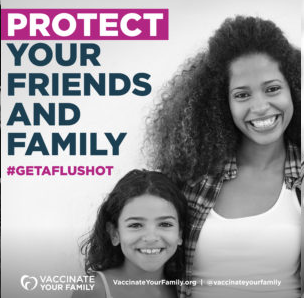 PROTECT
YOUR
FRIENDS
AND
FAMILY
#GETAFLUSHOT
VACCINATE
YOUR FAMILY
VaccinateYourFamily.org | @vaccinateyourfamily